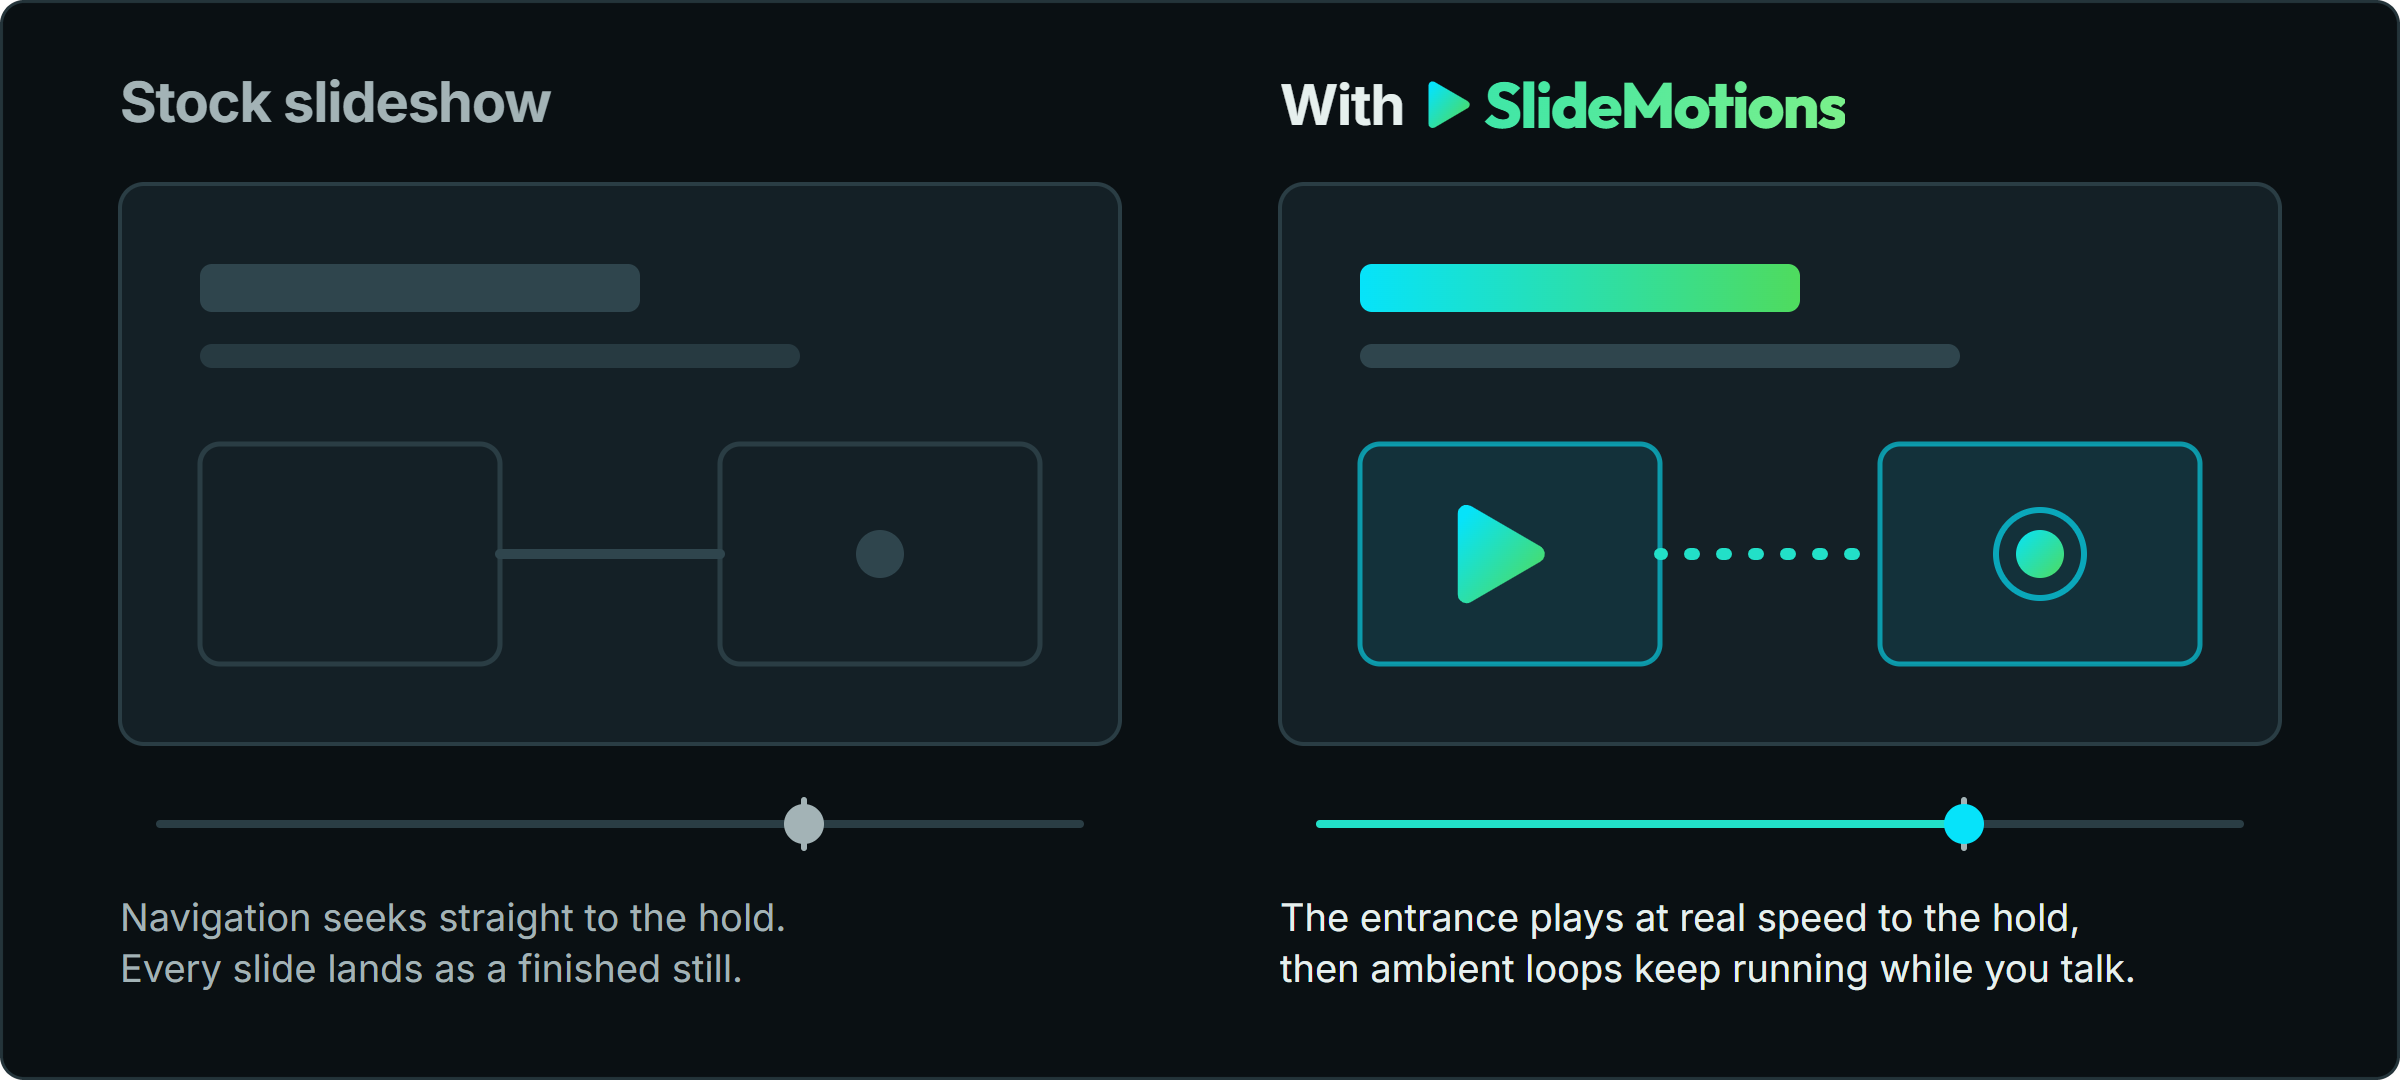 Stock slideshow
Navigation seeks straight to the hold.
Every slide lands as a finished still.
With SlideMotions
The entrance plays at real speed to the hold,
then ambient loops keep running while you talk.